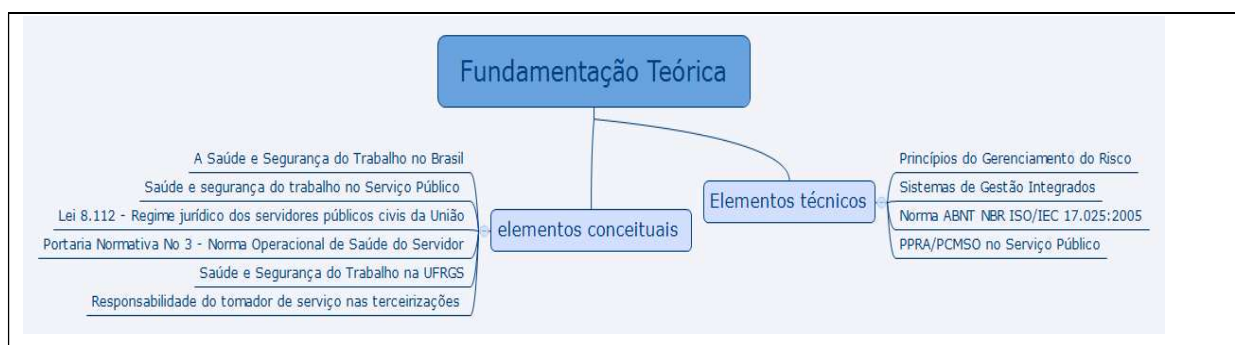 Fundamentação Teórica
A Saúde e Segurança do Trabalho no Brasil
Saúde e segurança do trabalho no Serviço Público
Lei 8.112 - Regime jurídico dos servidores públicos civis da União
Portaria Normativa No 3 - Norma Operacional de Saúde do Servidor
Saúde e Segurança do Trabalho na UFRGS
Responsabilidade do tomador de serviço nas terceirizações
elementos conceituais
Elementos técnicos
Princípios do Gerenciamento do Risco
Sistemas de Gestão Integrados
Norma ABNT NBR ISO/IEC 17.025:2005
PPRA/PCMSO no Serviço Público